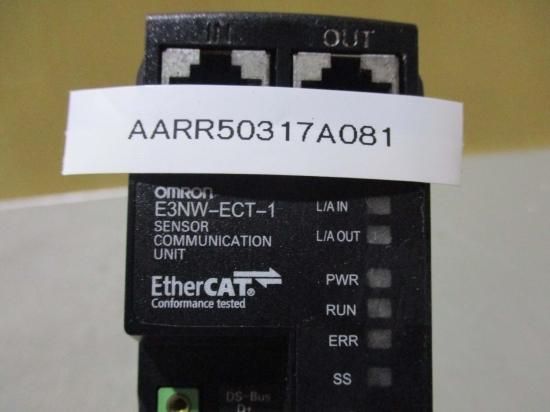 IN OUT
AARR50317A081
OMRON
E3NW-ECT-1
SENSOR
COMMUNICATION
UNIT
EtherCAT®
Conformance tested
L/A IN
L/A OUT
PWR
RUN
ERR
SS
DS-Bus
D+